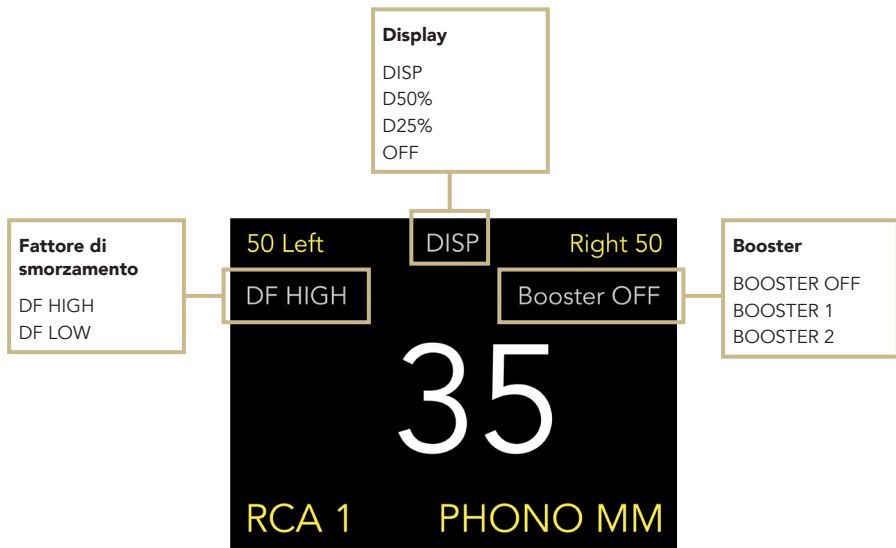 Display
DISP
D50%
D25%
OFF
Fattore di
smorzamento
DF HIGH
DF LOW
50 Left
DISP
Right 50
DF HIGH
Booster OFF
35
RCA 1
PHONO MM
Booster
BOOSTER OFF
BOOSTER 1
BOOSTER 2